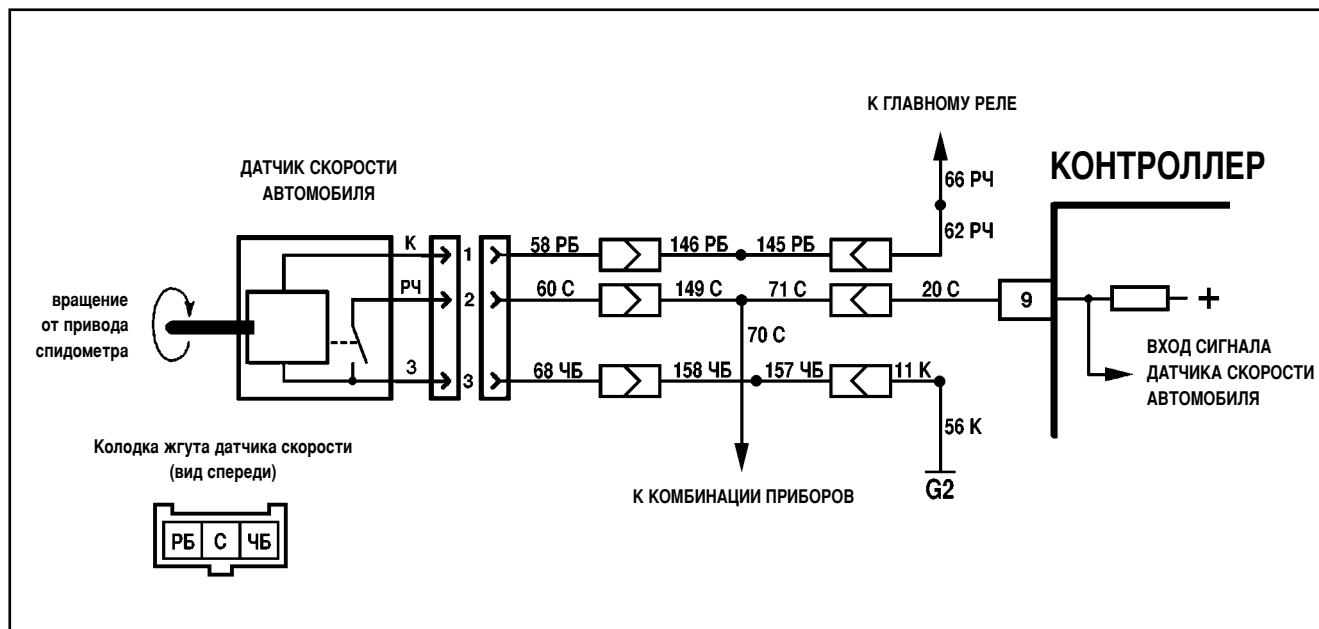 К ГЛАВНОМУ РЕЛЕ
ДАТЧИК СКОРОСТИ
АВТОМОБИЛЯ
КОНТРОЛЛЕР
66 РЧ
62 РЧ
К
1
58 РБ
146 РБ
145 РБ
РЧ
2
60 С
149 С
71 С
20 С
9
+
вращение
от привода
спидометра
70 С
З
3
68 ЧБ
158 ЧБ
157 ЧБ
11 К
56 К
G2
ВХОД СИГНАЛА
ДАТЧИКА СКОРОСТИ
АВТОМОБИЛЯ
Колодка жгута датчика скорости
(вид спереди)
К КОМБИНАЦИИ ПРИБОРОВ
РБ С ЧБ